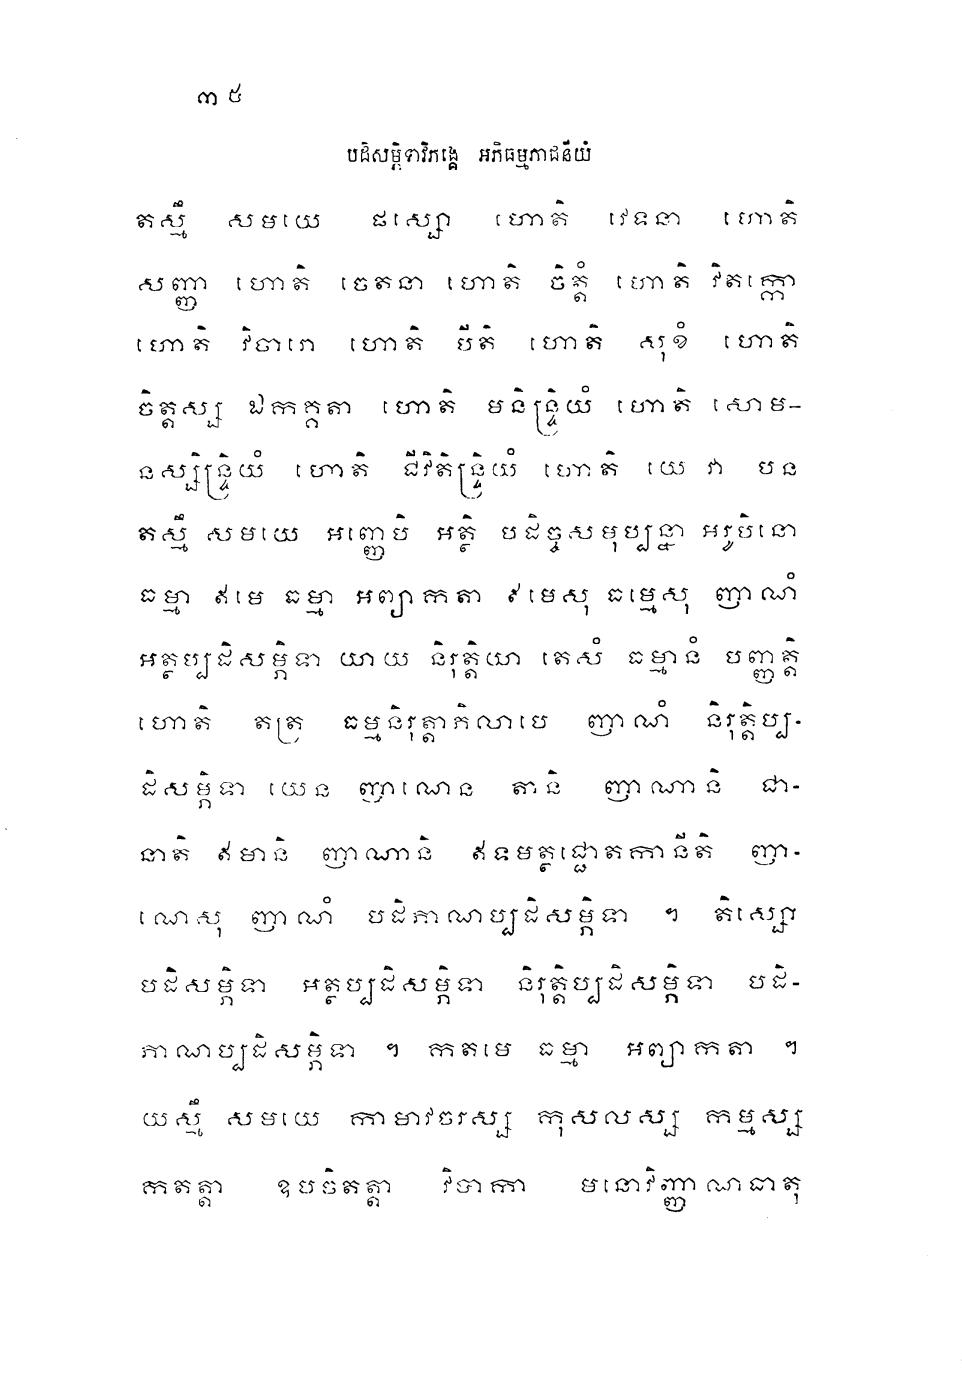 ៣៥
បដិសម្ភិទាវិភង្គេ អភិធម្មភាជនីយំ
តស្មឹ សមយេ ផស្សោ ហោតិ វេទនា ហោតិ
សញ្ញា ហោតិ ចេតនា ហោតិ ចិត្តំ ហោតិ វិតក្កោ
ហោតិ វិចារោ ហោតិ បីតិ ហោតិ សុខំ ហោតិ
ចិត្តស្ស ឯកគ្គតា ហោតិ មនិន្ទ្រិយំ ហោតិ សោម-
នស្សិន្ទ្រិយំ ហោតិ ជីវិតិន្ទ្រិយំ ហោតិ យេ វា បន
តស្មឹ សមយេ អញ្ញេបិ អត្ថិ បដិច្ចសមុប្បន្នា អរូបិនោ
ធម្មា ឥមេ ធម្មា អព្យាកតា ឥមេសុ ធម្មេសុ ញាណំ
អត្ថប្បដិសម្ភិទា យាយ និរុត្តិយា តេសំ ធម្មានំ បញ្ញត្តិ
ហោតិ តត្រ ធម្មនិរុត្តាភិលាបេ ញាណំ និរុត្តិប្ប-
ដិសម្ភិទា យេន ញាណេន តានិ ញាណានិ ជា-
នាតិ ឥមានិ ញាណានិ ឥទមត្ថជ្ជោតកានីតិ ញា-
ណេសុ ញាណំ បដិភាណប្បដិសម្ភិទា ។ តិស្សោ
បដិសម្ភិទា អត្ថប្បដិសម្ភិទា និរុត្តិប្បដិសម្ភិទា បដិ-
ភាណប្បដិសម្ភិទា ។ កតមេ ធម្មា អព្យាកតា ។
យស្មឹ សមយេ កាមាវចរស្ស កុសលស្ស កម្មស្ស
កតត្តា ឧបចិតត្តា វិបាកា មនោវិញ្ញាណធាតុ